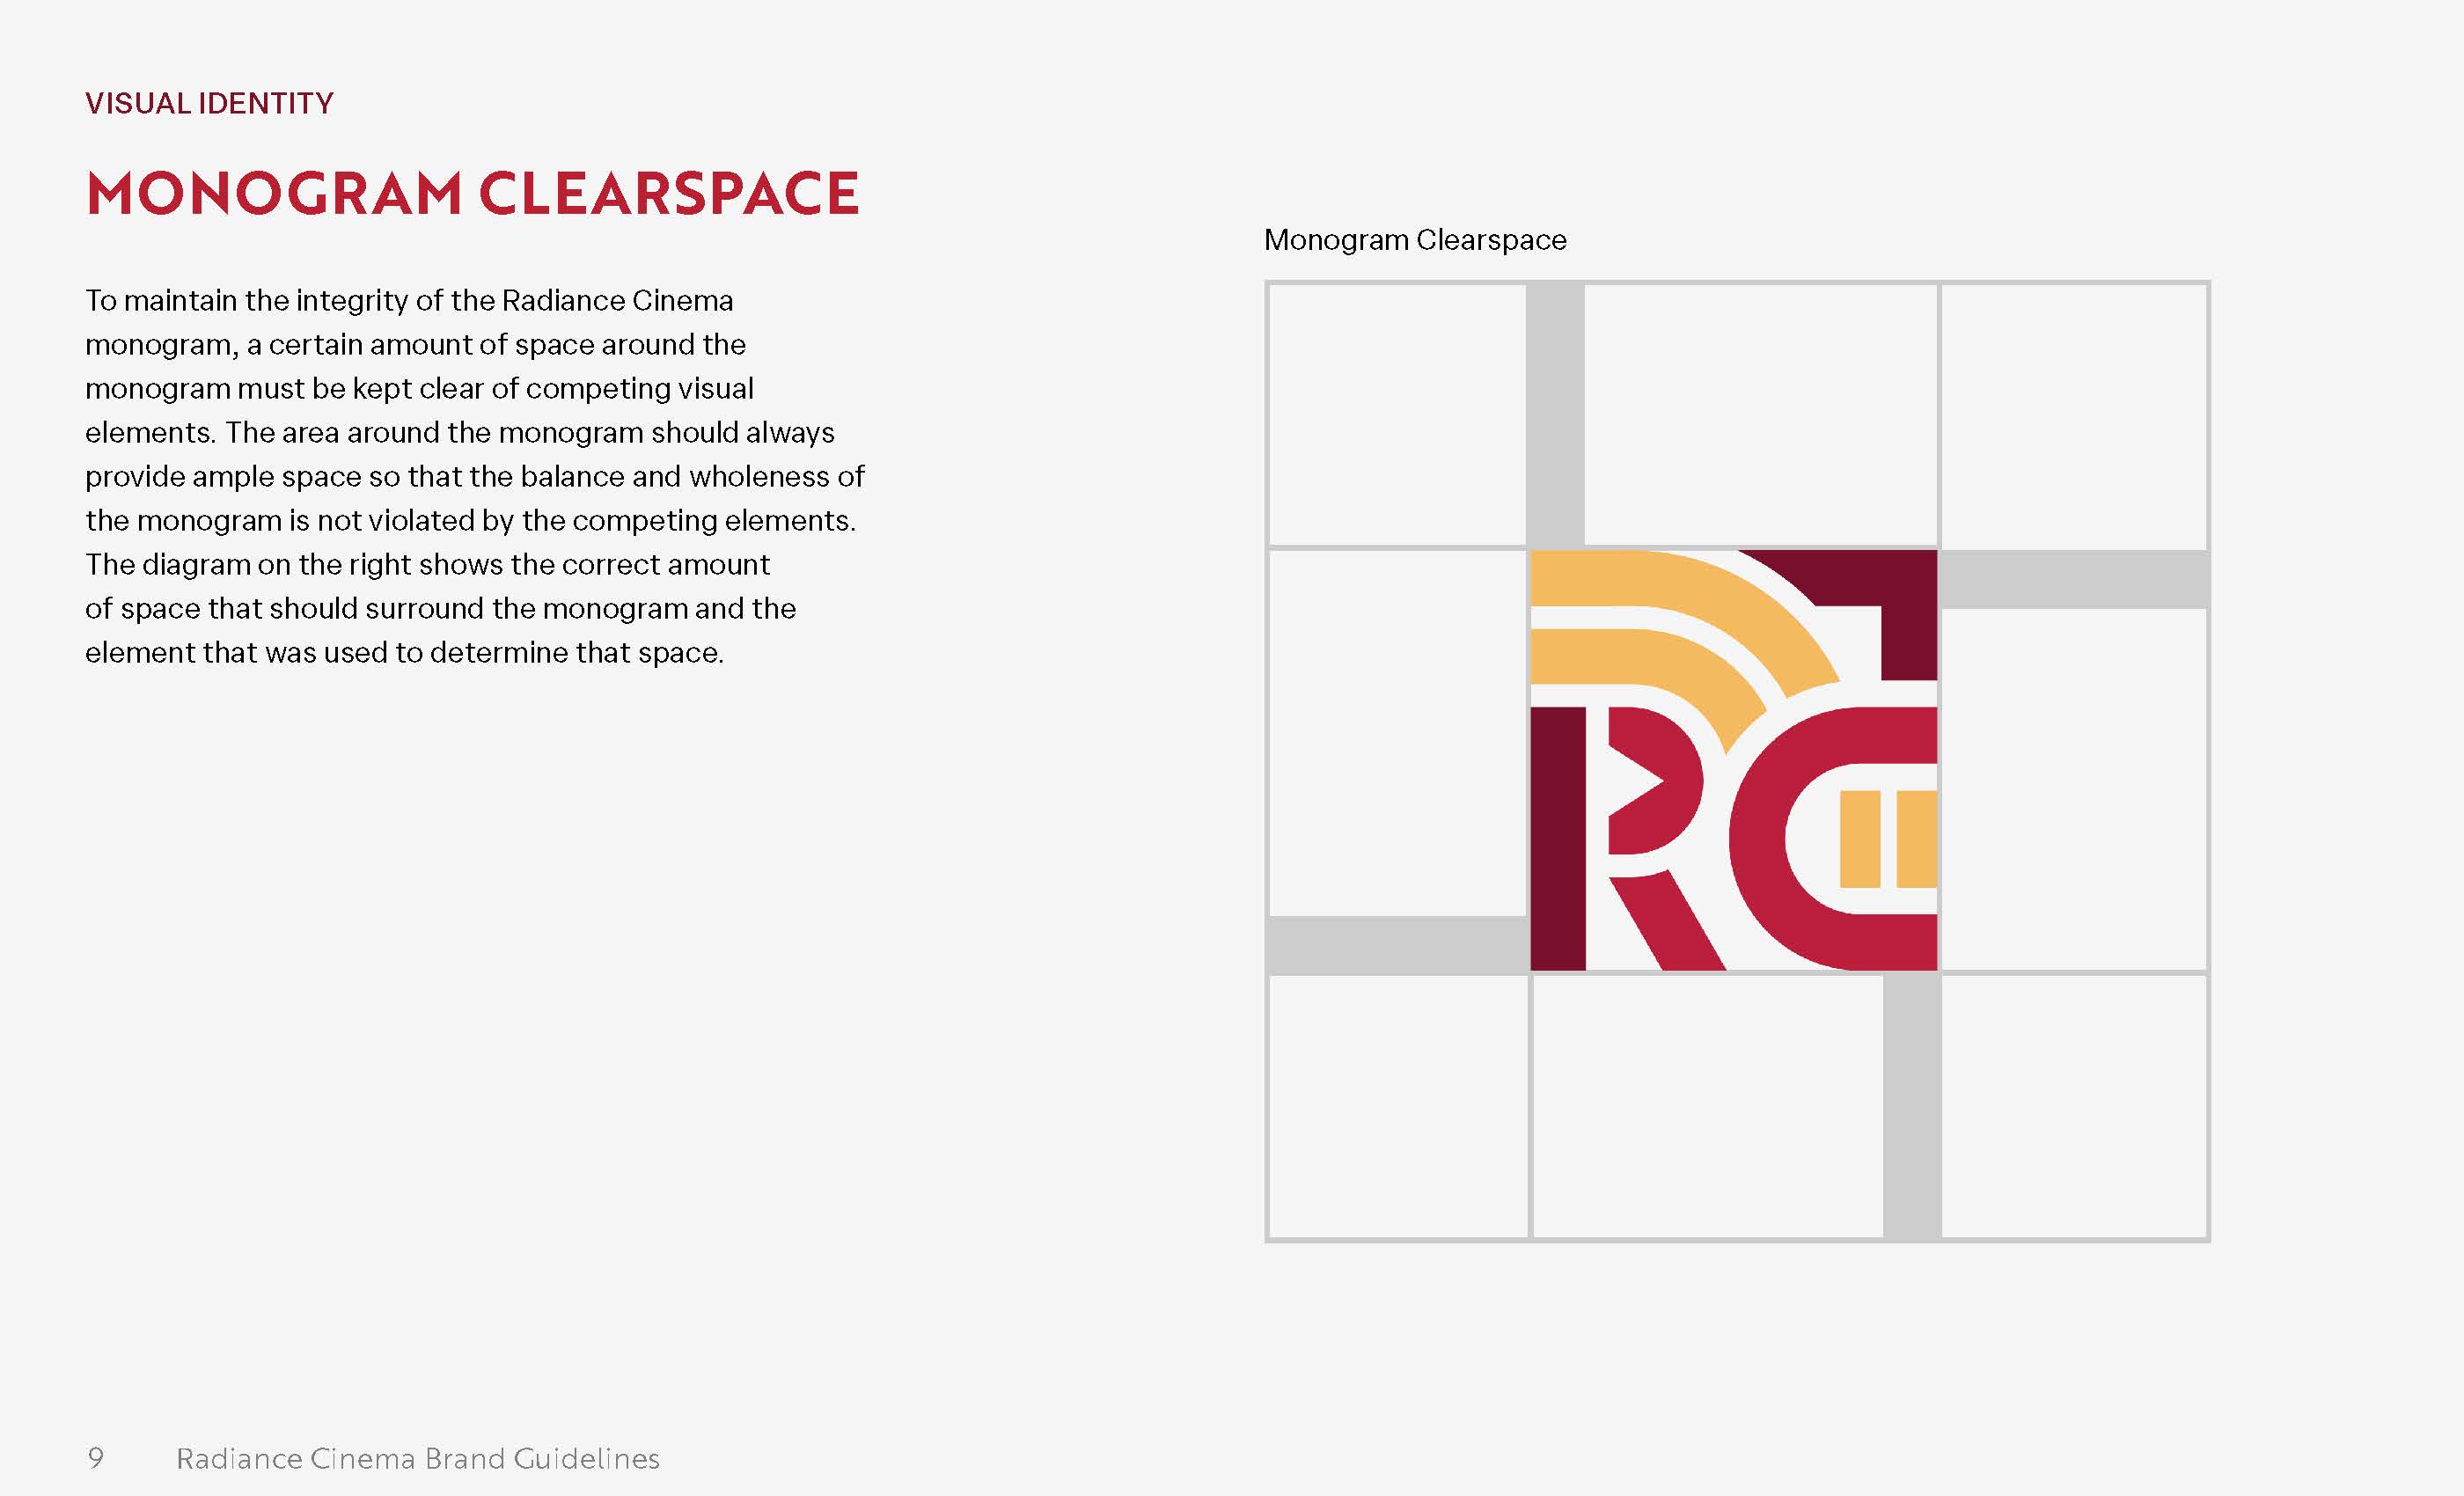 VISUAL IDENTITY
MONOGRAM CLEARSPACE
To maintain the integrity of the Radiance Cinema
monogram, a certain amount of space around the
monogram must be kept clear of competing visual
elements. The area around the monogram should always
provide ample space so that the balance and wholeness of
the monogram is not violated by the competing elements.
The diagram on the right shows the correct amount
of space that should surround the monogram and the
element that was used to determine that space.
Monogram Clearspace
RC
9 Radiance Cinema Brand Guidelines